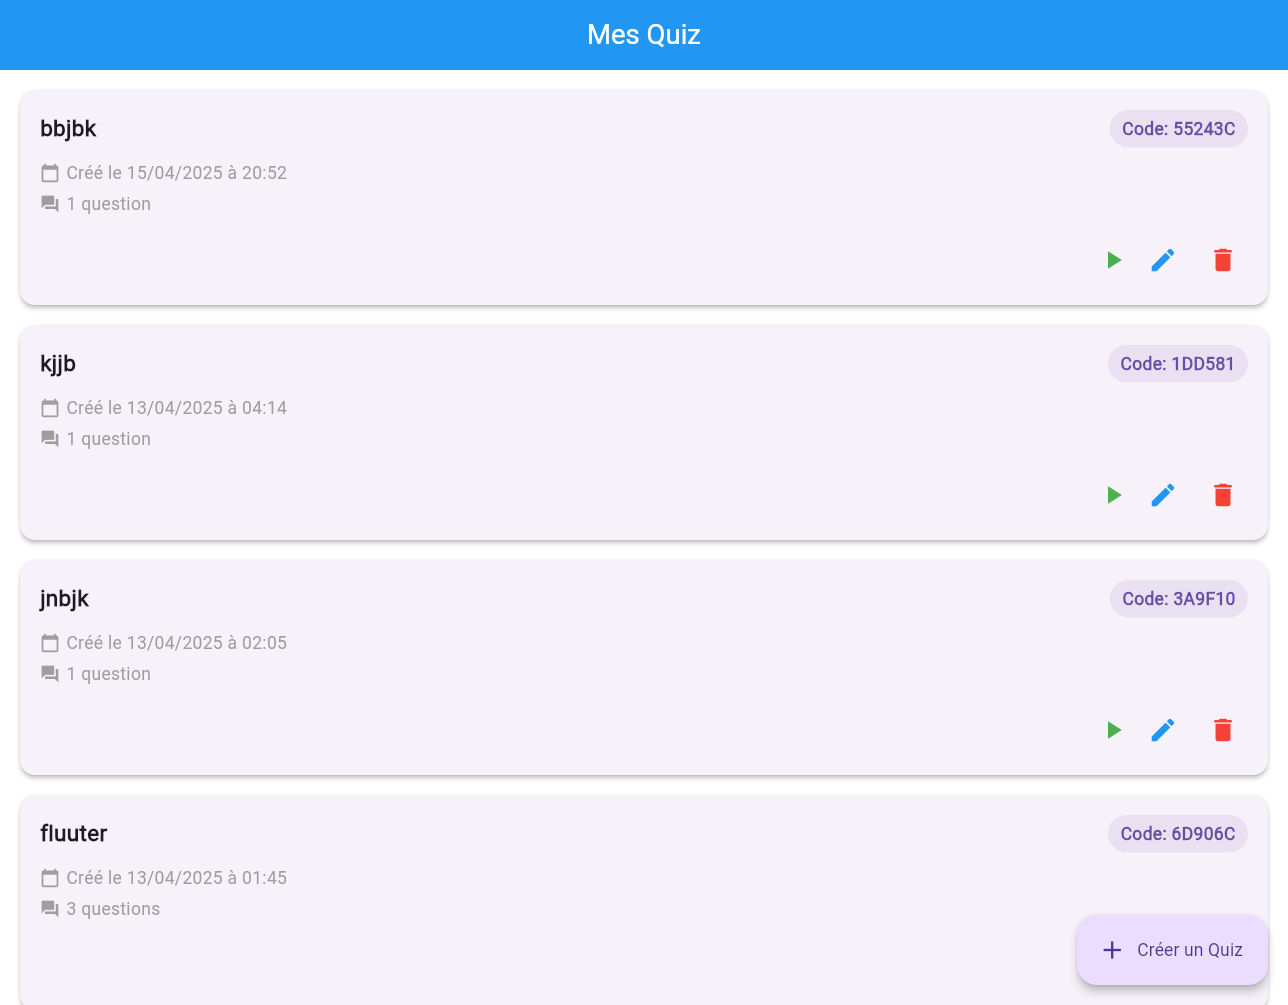 Mes Quiz
bbjbk
Code: 55243C
Créé le 15/04/2025 à 20:52
1 question
kjjb
Code: 1DD581
Créé le 13/04/2025 à 04:14
1 question
jnbjk
Code: 3A9F10
Créé le 13/04/2025 à 02:05
1 question
fluuter
Code: 6D906C
Créé le 13/04/2025 à 01:45
3 questions
Créer un Quiz